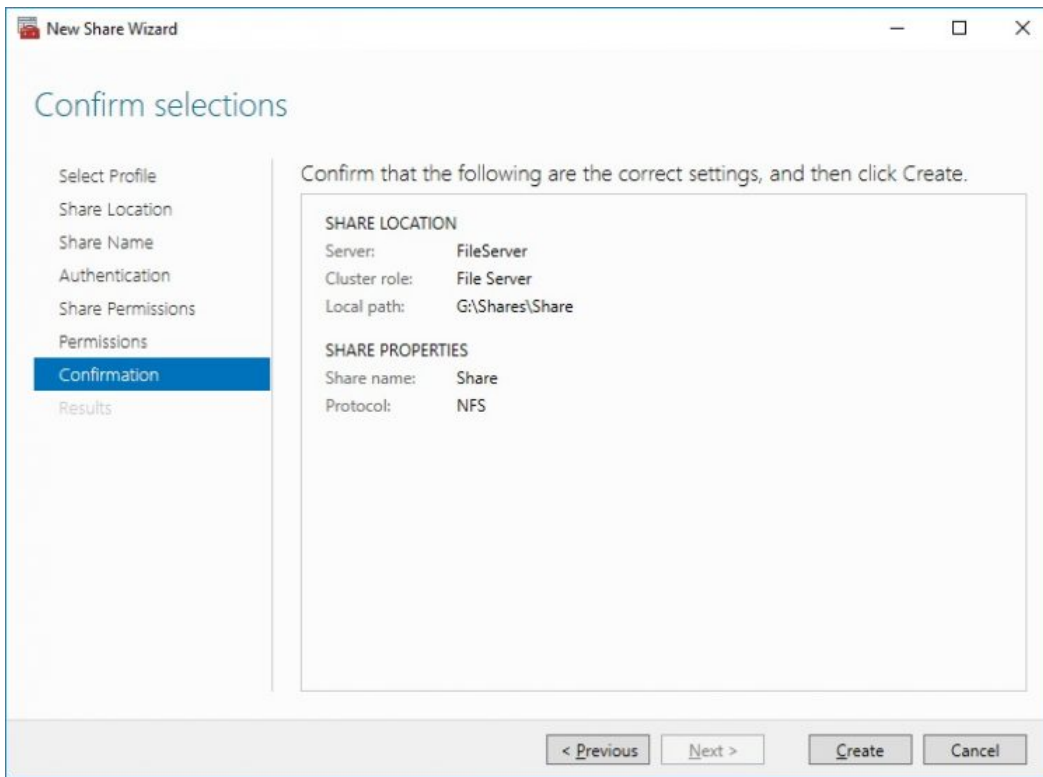 New Share Wizard
Confirm selections
Select Profile
Share Location
Share Name
Authentication
Share Permissions
Permissions
Confirmation
Results
Confirm that the following are the correct settings, and then click Create.
SHARE LOCATION
Server: FileServer
Cluster role: File Server
Local path: G:\Shares\Share
SHARE PROPERTIES
Share name: Share
Protocol: NFS
< Previous Next > Create Cancel